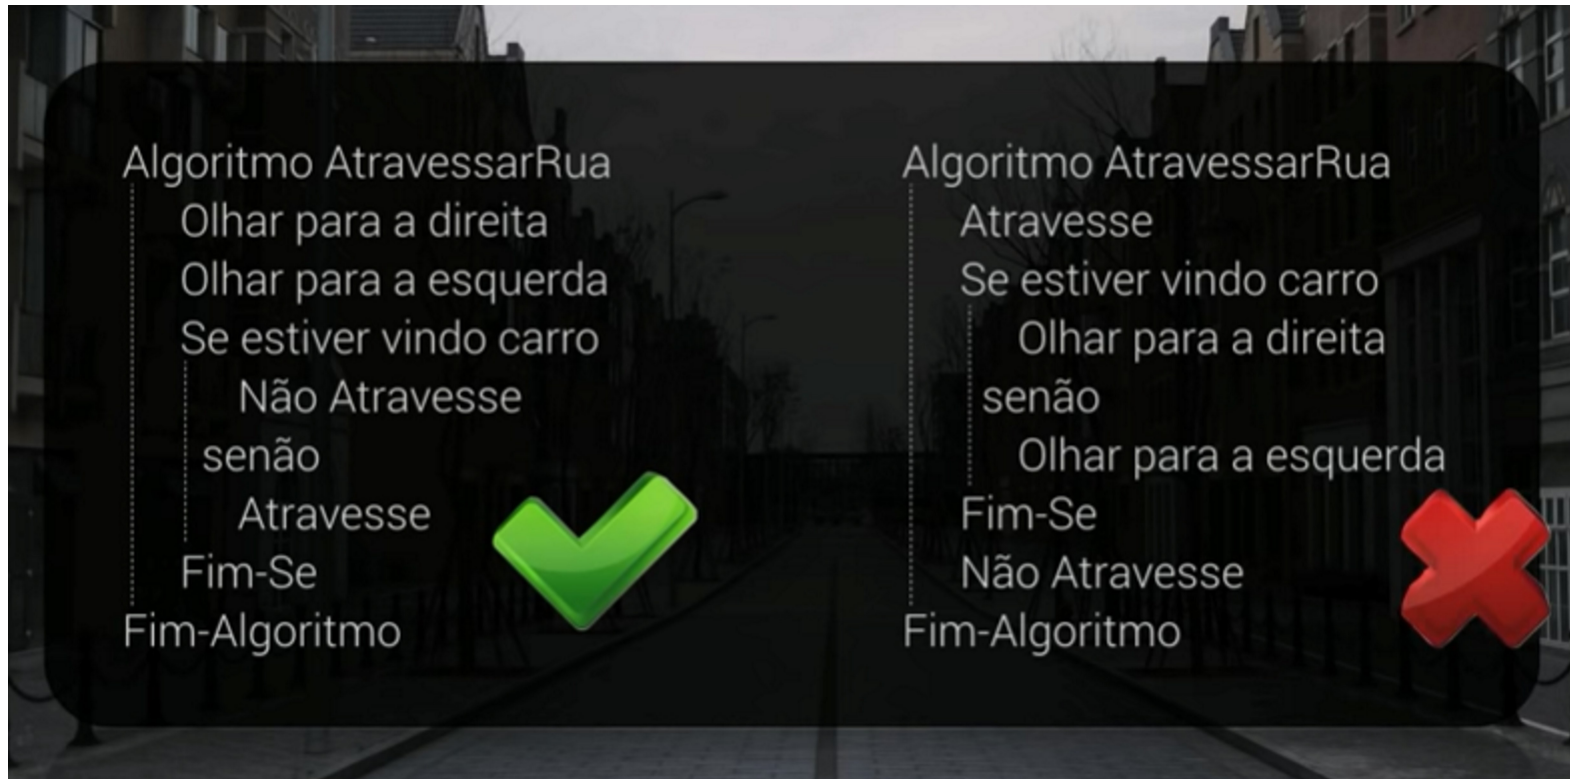 Algoritmo AtravessarRua
Olhar para a direita
Olhar para a esquerda
Se estiver vindo carro
Não Atravesse
senão
Atravesse
Fim-Se
Fim-Algoritmo
Algoritmo AtravessarRua
Atravesse
Se estiver vindo carro
Olhar para a direita
senão
Olhar para a esquerda
Fim-Se
Não Atravesse
Fim-Algoritmo